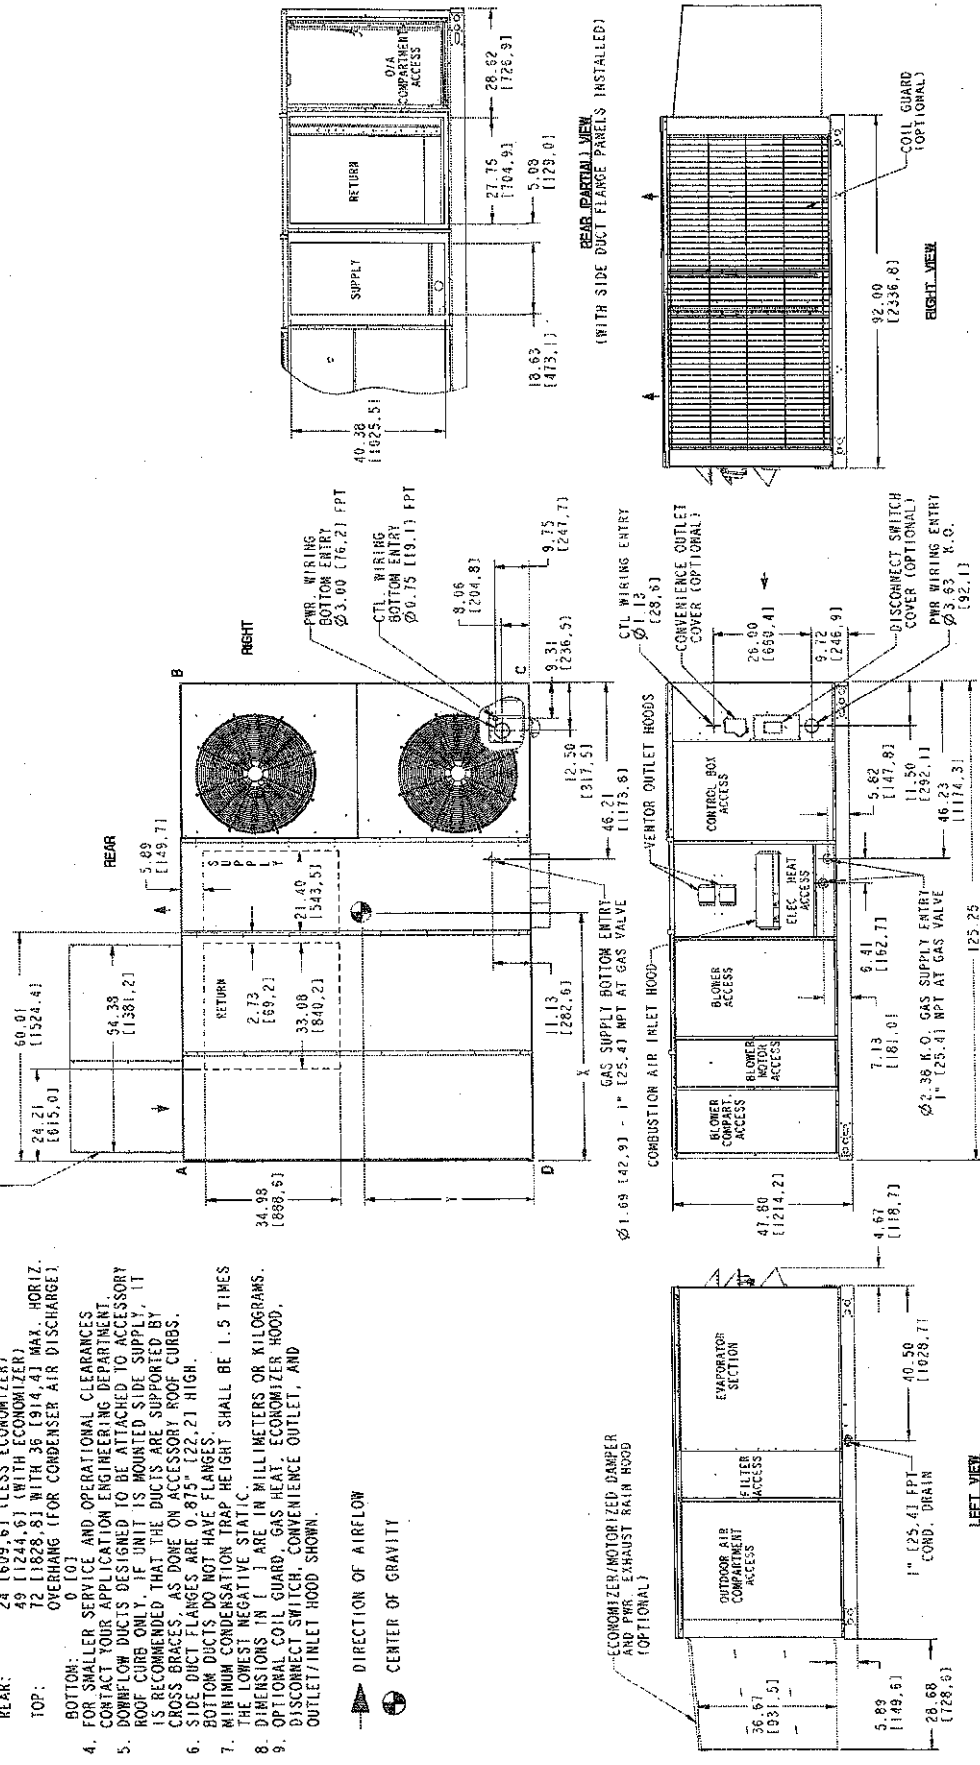 REAR:
24 [609,6] (LESS ECONOMIZER)
49 [1244,6] (WITH ECONOMIZER)
TOP:
72 [1828,8] WITH 36 [914,4] MAX. HORIZ.
OVERHANG (FOR CONDENSER AIR DISCHARGE)
BOTTOM:
0 [0]
4. FOR SMALLER SERVICE AND OPERATIONAL CLEARANCES
CONTACT YOUR APPLICATION ENGINEERING DEPARTMENT.
5. DOWNFLOW DUCTS DESIGNED TO BE ATTACHED TO ACCESSORY
ROOF CURB ONLY. IF UNIT IS MOUNTED SIDE SUPPLY, IT
IS RECOMMENDED THAT THE DUCTS ARE SUPPORTED BY
CROSS BRACES, AS DONE ON ACCESSORY ROOF CURBS.
6. SIDE DUCT FLANGES ARE 0.875" [22,2] HIGH.
BOTTOM DUCTS DO NOT HAVE FLANGES.
7. MINIMUM CONDENSATION TRAP HEIGHT SHALL BE 1.5 TIMES
THE LOWEST NEGATIVE STATIC.
8. DIMENSIONS IN [ ] ARE IN MILLIMETERS OR KILOGRAMS.
9. OPTIONAL COIL GUARD, GAS HEAT, ECONOMIZER HOOD,
DISCONNECT SWITCH, CONVENIENCE OUTLET, AND
OUTLET/INLET HOOD SHOWN.
DIRECTION OF AIRFLOW
CENTER OF GRAVITY
60.01
[1524.4]
24.21
[615,0]
54.38
[1381,2]
REAR
5.89
[149,7]
A
B
RETURN
SUPPLY
2.73
[69,2]
33.08
[840,2]
21.40
[543,5]
34.98
[888,6]
X
Y
D
C
RIGHT
11.13
[282,6]
46.21
[1173,8]
12.50
[317,5]
9.31
[236,5]
8.06
[204,8]
9.75
[247,7]
PWR. WIRING
BOTTOM ENTRY
Ø3.00 [76,2] FPT
CTL. WIRING
BOTTOM ENTRY
Ø0.75 [19,1] FPT
GAS SUPPLY BOTTOM ENTRY
Ø1.69 [42,9] - 1" [25,4] NPT AT GAS VALVE
40.38
[1025,5]
SUPPLY
RETURN
O/A
COMPARTMENT
ACCESS
18.63
[473,1]
27.75
[704,9]
28.62
[726,9]
5.08
[129,0]
REAR (PARTIAL) VIEW
(WITH SIDE DUCT FLANGE PANELS INSTALLED)
ECONOMIZER/MOTORIZED DAMPER
AND PWR. EXHAUST RAIN HOOD
(OPTIONAL)
OUTDOOR AIR
COMPARTMENT
ACCESS
FILTER
ACCESS
EVAPORATOR
SECTION
36.67
[931,5]
5.89
[149,6]
28.68
[728,6]
40.50
[1028,7]
4.67
[118,7]
1" [25,4] FPT
COND. DRAIN
LEFT VIEW
COMBUSTION AIR INLET HOOD
VENTOR OUTLET HOODS
BLOWER
COMPART.
ACCESS
BLOWER
MOTOR
ACCESS
BLOWER
ACCESS
ELEC HEAT
ACCESS
CONTROL BOX
ACCESS
CTL WIRING ENTRY
Ø1.13
[28,6]
CONVENIENCE OUTLET
COVER (OPTIONAL)
26.00
[660,4]
9.72
[246,9]
DISCONNECT SWITCH
COVER (OPTIONAL)
PWR WIRING ENTRY
Ø3.63 K.O.
[92,1]
47.80
[1214,2]
7.13
[181,0]
6.41
[162,7]
5.82
[147,8]
11.50
[292,1]
46.23
[1174,3]
Ø2.38 K.O. GAS SUPPLY ENTRY
1" [25,4] NPT AT GAS VALVE
125.25
COIL GUARD
(OPTIONAL)
92.00
[2336,8]
RIGHT VIEW